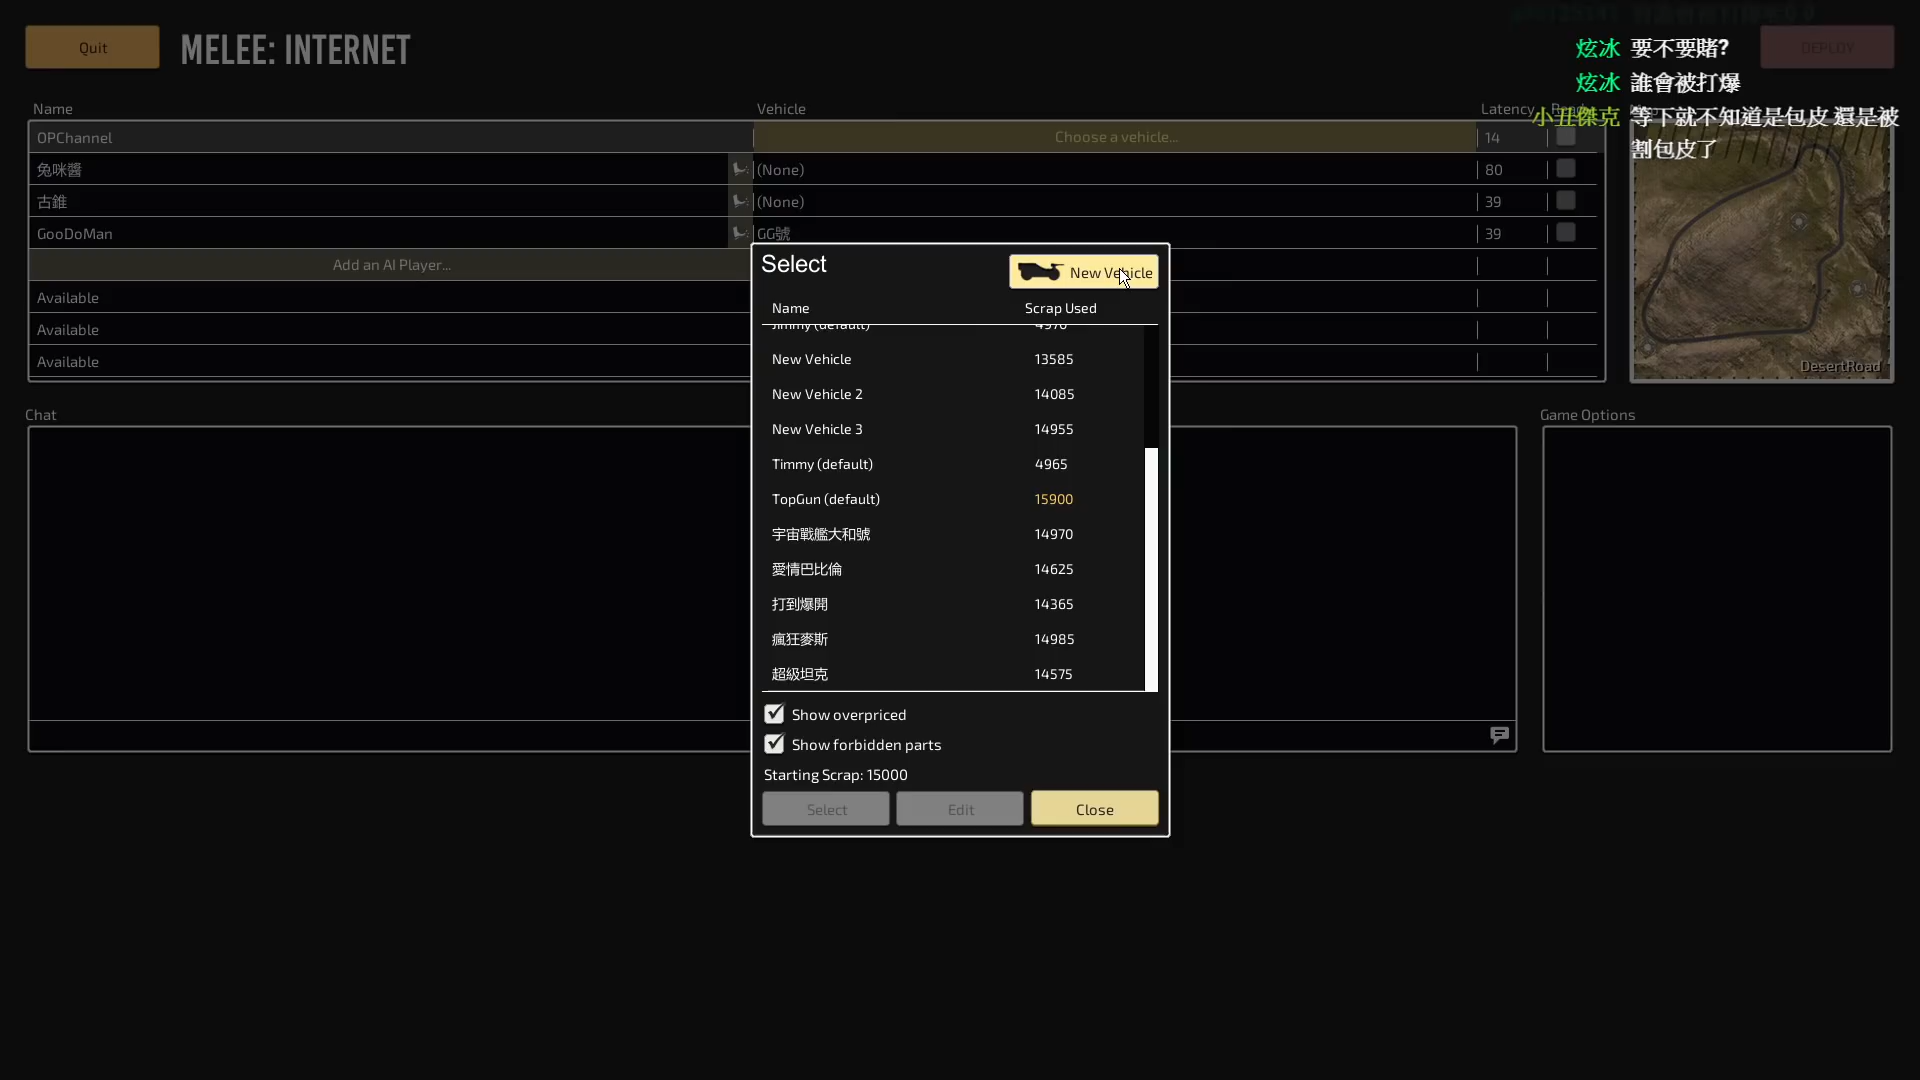 Quit
MELEE: INTERNET
DEPLOY
炫冰 要不要賭?
炫冰 誰會被打爆
小丑傑克 等下就不知道是包皮 還是被
割包皮了
Name Vehicle Latency
OPChannel Choose a vehicle... 14
兔咪醬 (None) 80
古錐 (None) 39
GooDoMan GG號 39
Add an AI Player...
Available
Available
Available
DesertRoad
Select
New Vehicle
Name Scrap Used
Jimmy (default) 4970
New Vehicle 13585
New Vehicle 2 14085
New Vehicle 3 14955
Timmy (default) 4965
TopGun (default) 15900
宇宙戰艦大和號 14970
愛情巴比倫 14625
打到爆開 14365
瘋狂麥斯 14985
超級坦克 14575
Show overpriced
Show forbidden parts
Starting Scrap: 15000
Select Edit Close
Chat
Game Options